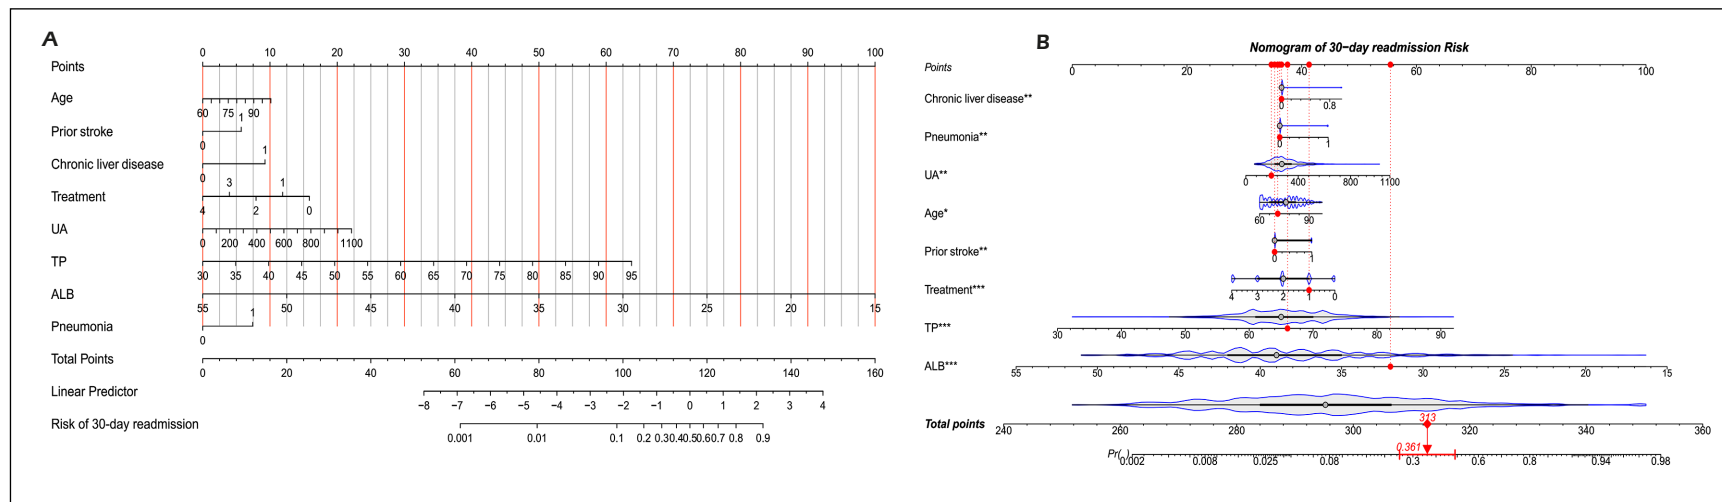 A
0 10 20 30 40 50 60 70 80 90 100
Points
Age
60 75 90
Prior stroke
1
0
Chronic liver disease
1
0
Treatment
3 1
4 2 0
UA
0 200 400 600 800 1100
TP
30 35 40 45 50 55 60 65 70 75 80 85 90 95
ALB
55 50 45 40 35 30 25 20 15
Pneumonia
1
0
Total Points
0 20 40 60 80 100 120 140 160
Linear Predictor
−8 −7 −6 −5 −4 −3 −2 −1 0 1 2 3 4
Risk of 30-day readmission
0.001 0.01 0.1 0.2 0.30.40.50.60.7 0.8 0.9
B
Nomogram of 30−day readmission Risk
Points
0 20 40 60 80 100
Chronic liver disease**
0 0.8
Pneumonia**
0 1
UA**
0 400 800 1100
Age*
60 90
Prior stroke**
0 1
Treatment***
4 3 2 1 0
TP***
30 40 50 60 70 80 90
ALB***
55 50 45 40 35 30 25 20 15
Total points
313
240 260 280 300 320 340 360
0.361
Pr( )
0.002 0.008 0.025 0.08 0.3 0.6 0.8 0.94 0.98